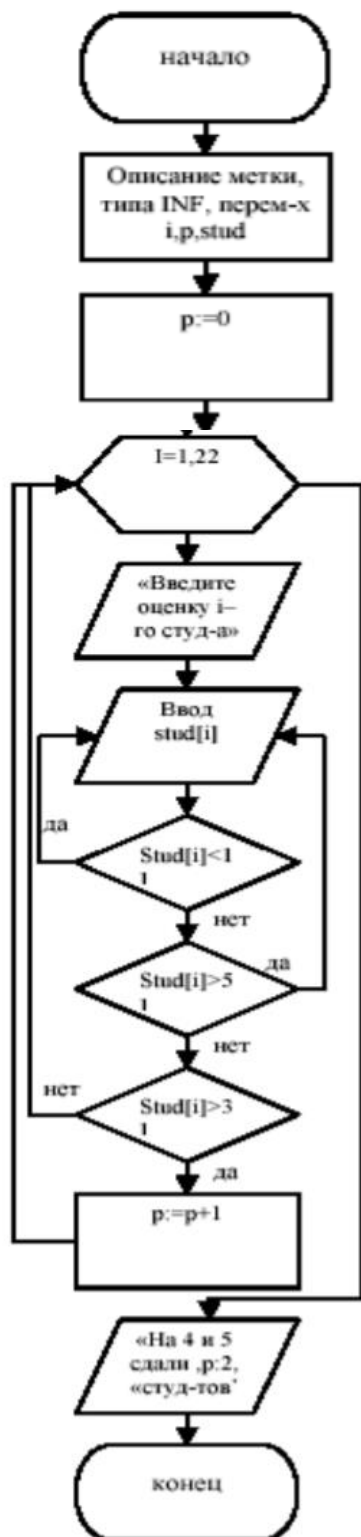 начало
Описание метки,
типа INF, перем-х
i,p,stud
p:=0
I=1,22
«Введите
оценку i–
го студ-а»
Ввод
stud[i]
да
Stud[i]<1
1
нет
да
Stud[i]>5
1
нет
нет
Stud[i]>3
1
да
p:=p+1
«На 4 и 5
сдали ,p:2,
«студ-тов'
конец